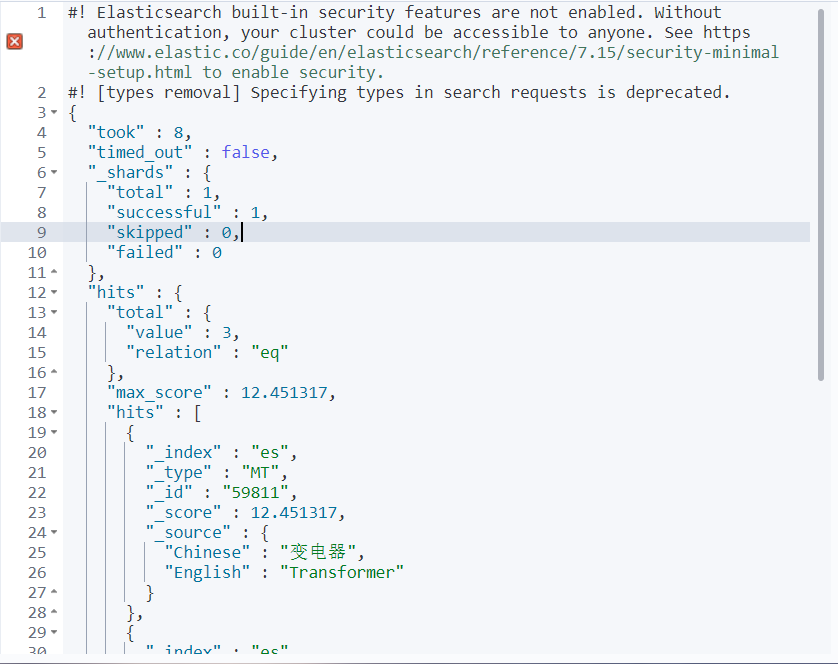 1 #! Elasticsearch built-in security features are not enabled. Without
authentication, your cluster could be accessible to anyone. See https
://www.elastic.co/guide/en/elasticsearch/reference/7.15/security-minimal
-setup.html to enable security.
2 #! [types removal] Specifying types in search requests is deprecated.
3 {
4 "took" : 8,
5 "timed_out" : false,
6 "_shards" : {
7 "total" : 1,
8 "successful" : 1,
9 "skipped" : 0,
10 "failed" : 0
11 },
12 "hits" : {
13 "total" : {
14 "value" : 3,
15 "relation" : "eq"
16 },
17 "max_score" : 12.451317,
18 "hits" : [
19 {
20 "_index" : "es",
21 "_type" : "MT",
22 "_id" : "59811",
23 "_score" : 12.451317,
24 "_source" : {
25 "Chinese" : "变电器",
26 "English" : "Transformer"
27 }
28 },
29 {
30 "_index" : "es"